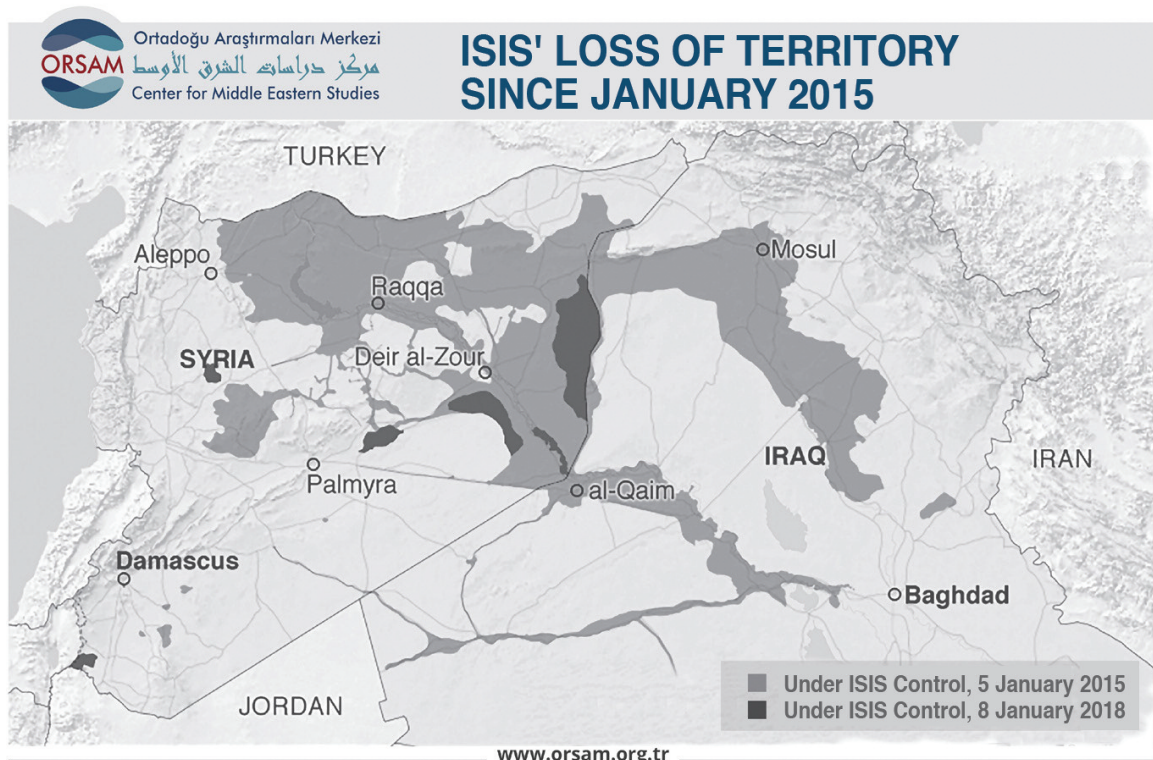 Ortadoğu Araştırmaları Merkezi
ORSAM
مركز دراسات الشرق الأوسط
Center for Middle Eastern Studies
ISIS' LOSS OF TERRITORY
SINCE JANUARY 2015
TURKEY
Aleppo
Mosul
Raqqa
SYRIA
Deir al-Zour
IRAQ
IRAN
Palmyra
al-Qaim
Damascus
Baghdad
JORDAN
Under ISIS Control, 5 January 2015
Under ISIS Control, 8 January 2018
www.orsam.org.tr